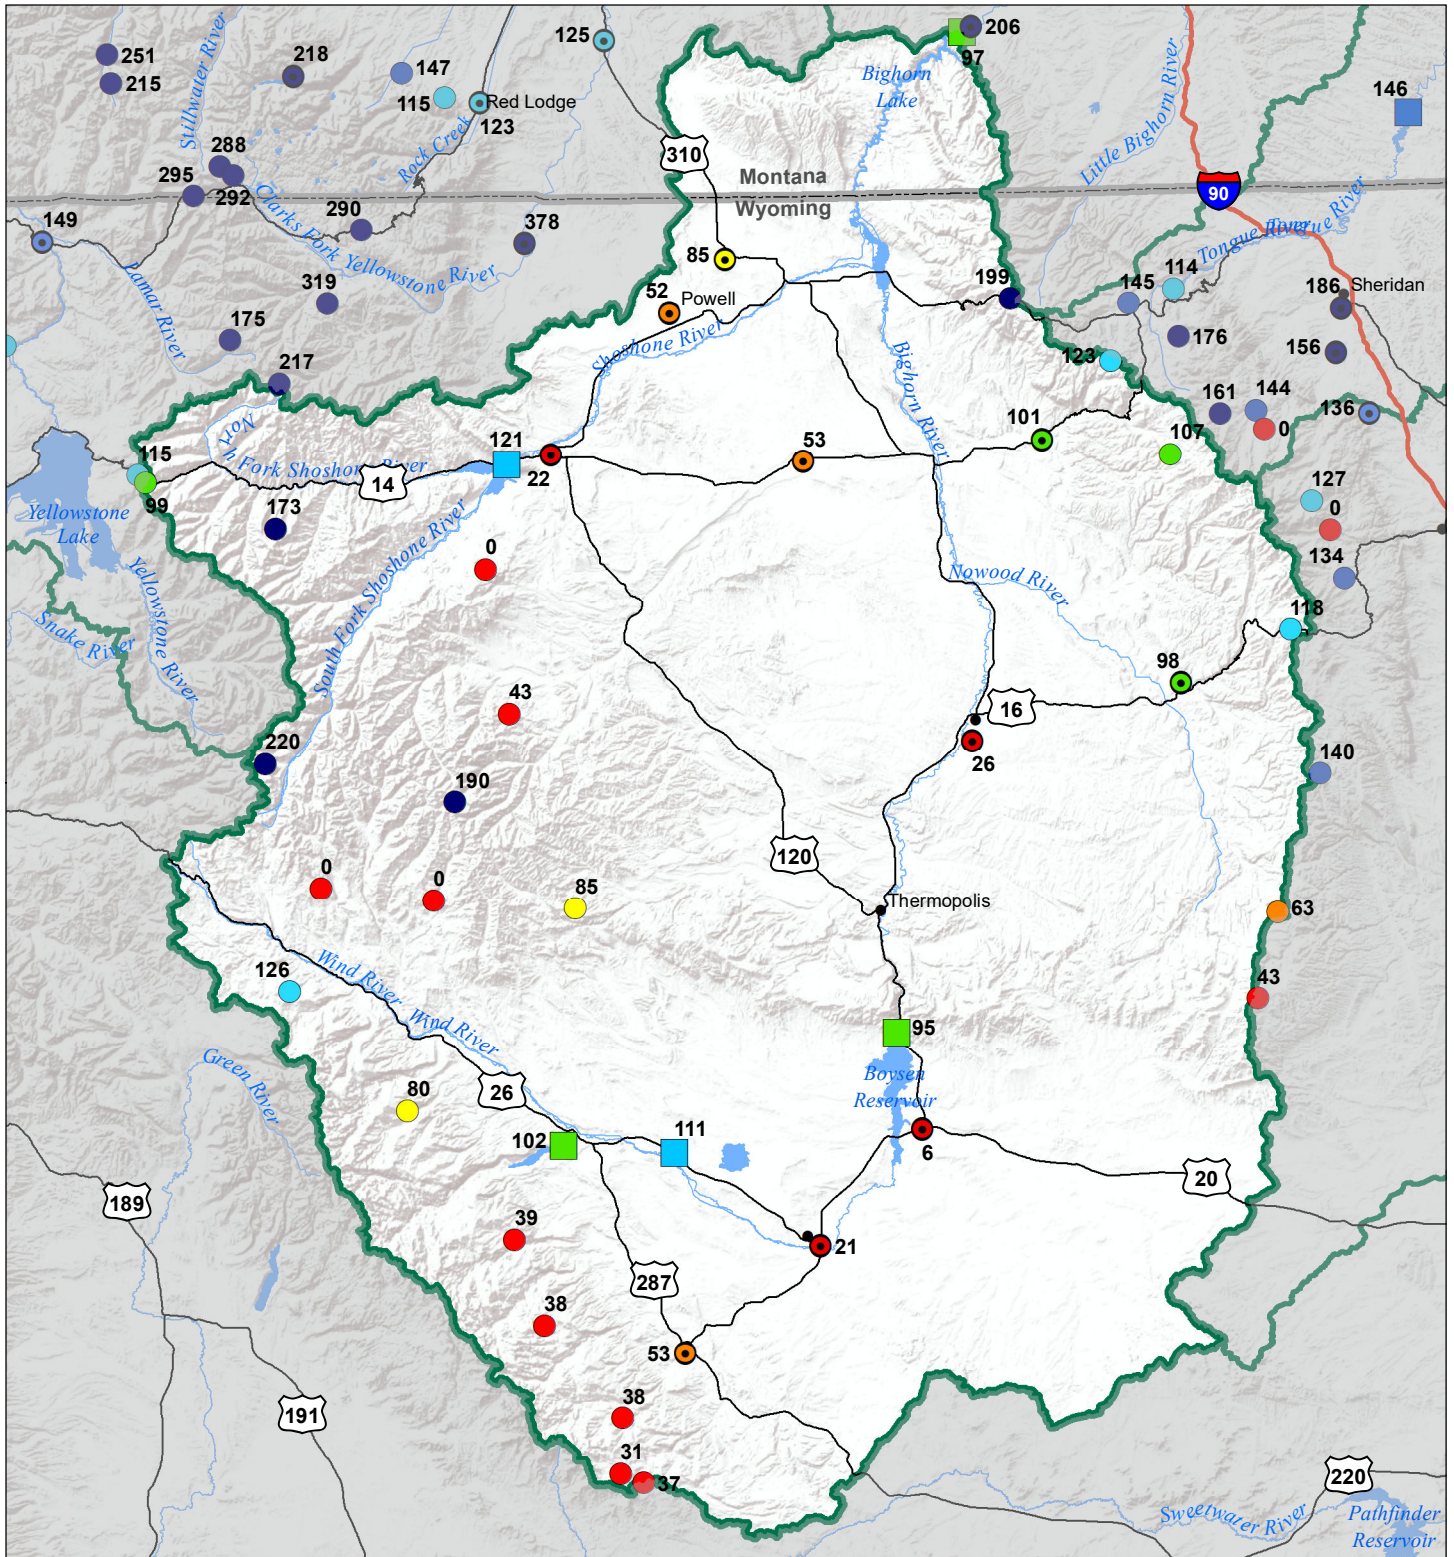 206
125
251
218
147
97
215
115
Red Lodge
123
146
Stillwater River
Rock Creek
Bighorn
Lake
Little Bighorn River
310
288
295
292
Montana
Wyoming
90
149
290
378
Clarks Fork Yellowstone River
Tongue River
Tongue River
Lamar River
85
319
52
Powell
199
145
114
186
Sheridan
175
Shoshone River
176
156
217
123
Bighorn River
161
144
136
0
North Fork Shoshone River
101
107
115
121
53
99
14
22
127
0
Yellowstone
Lake
173
0
134
South Fork Shoshone River
Yellowstone River
Nowood River
Snake River
118
98
43
16
220
26
140
190
120
0
0
85
Thermopolis
63
126
Wind River
Wind River
43
95
Green River
Boysen
Reservoir
80
26
102
111
6
20
189
39
21
287
38
53
38
191
31
37
220
Sweetwater River
Pathfinder
Reservoir